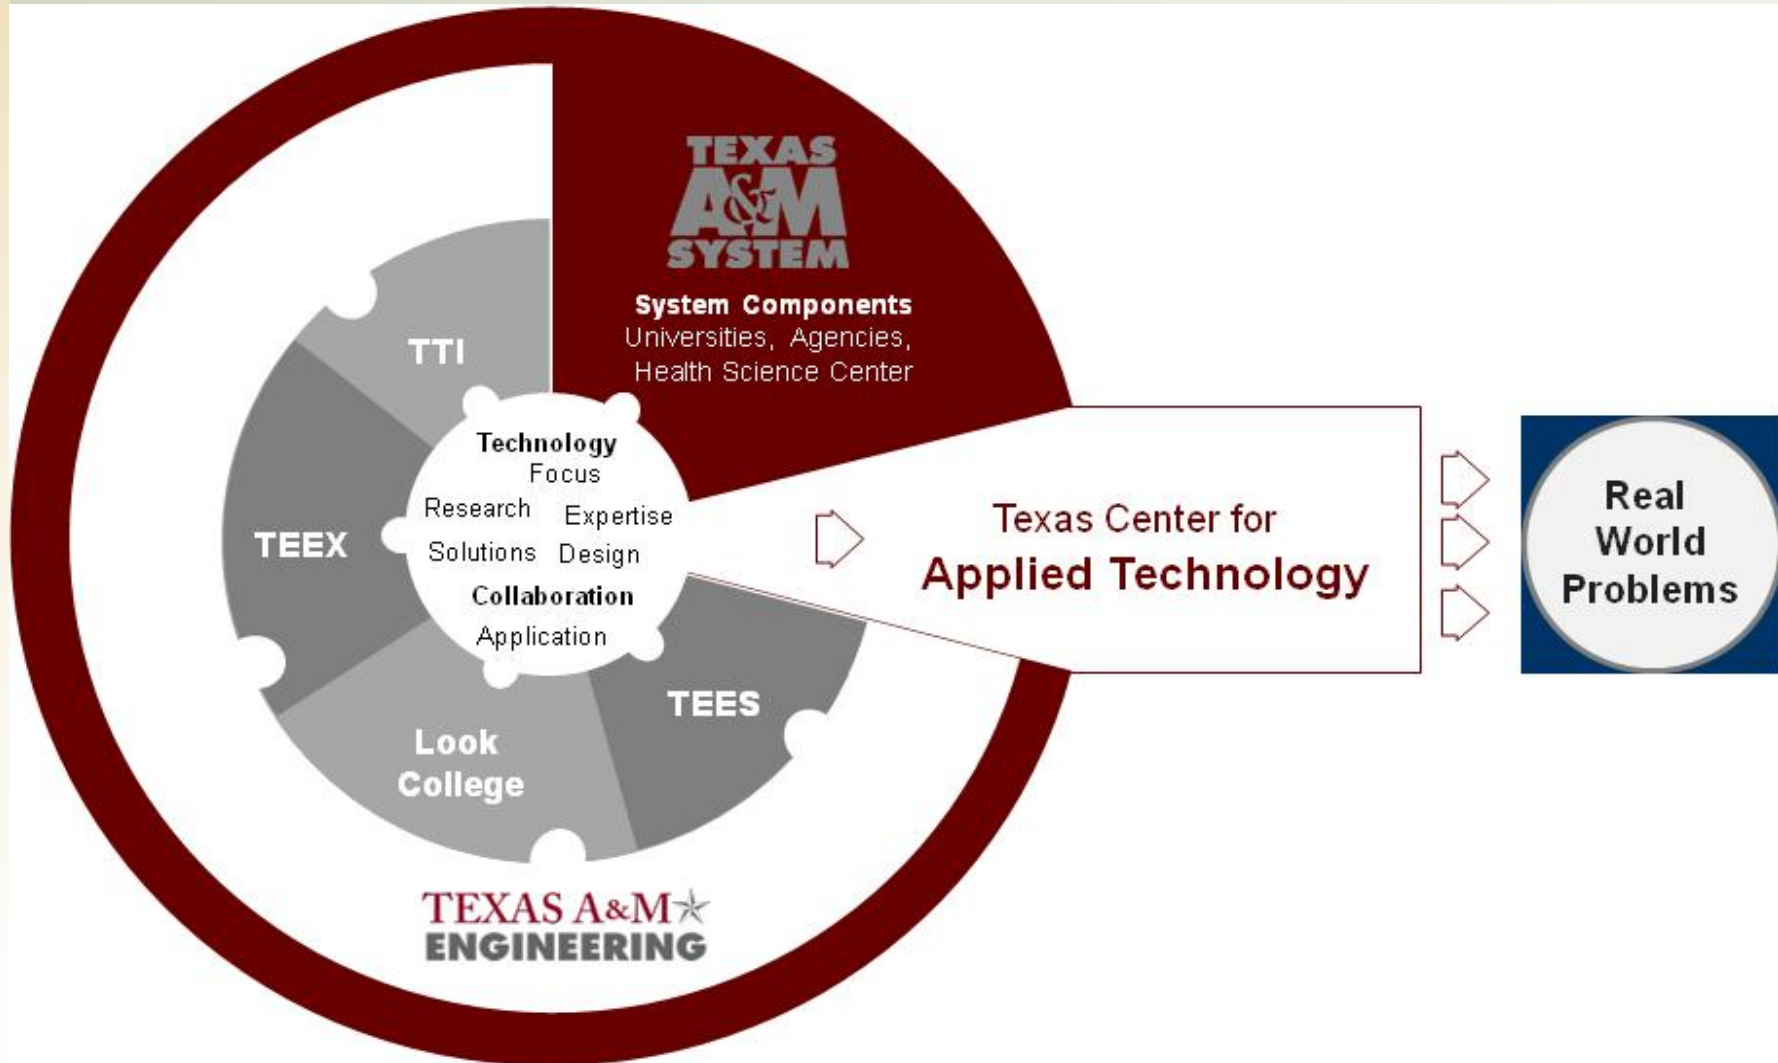 TEXAS
A&M
SYSTEM
System Components
Universities, Agencies,
Health Science Center
TTI
TEEX
Look
College
TEES
Technology
Focus
Research Expertise
Solutions Design
Collaboration
Application
Texas Center for
Applied Technology
Real
World
Problems
TEXAS A&M
ENGINEERING